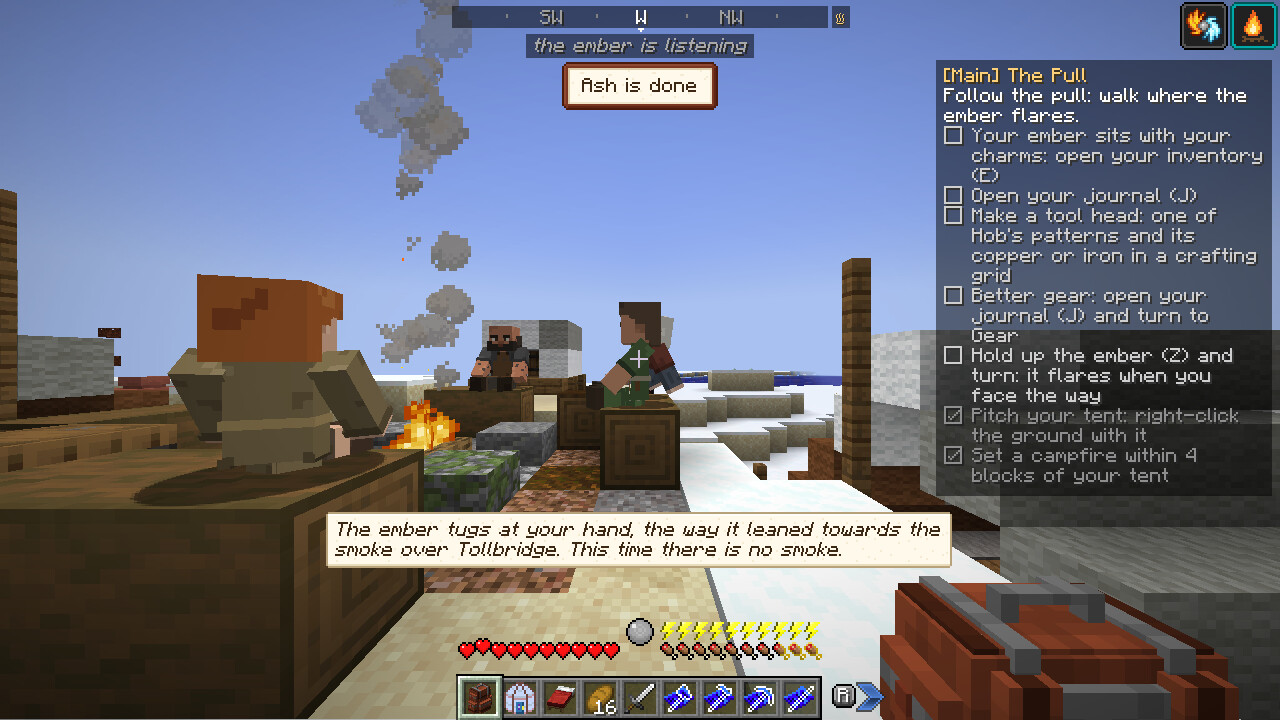 SW
W
NW
the ember is listening
Ash is done
[Main] The Pull
Follow the pull: walk where the
ember flares.
Your ember sits with your
charms: open your inventory
(E)
Open your journal (J)
Make a tool head: one of
Hob's patterns and its
copper or iron in a crafting
grid
Better gear: open your
journal (J) and turn to
Gear
Hold up the ember (Z) and
turn: it flares when you
face the way
Pitch your tent: right-click
the ground with it
Set a campfire within 4
blocks of your tent
The ember tugs at your hand, the way it leaned towards the
smoke over Tollbridge. This time there is no smoke.
16
R